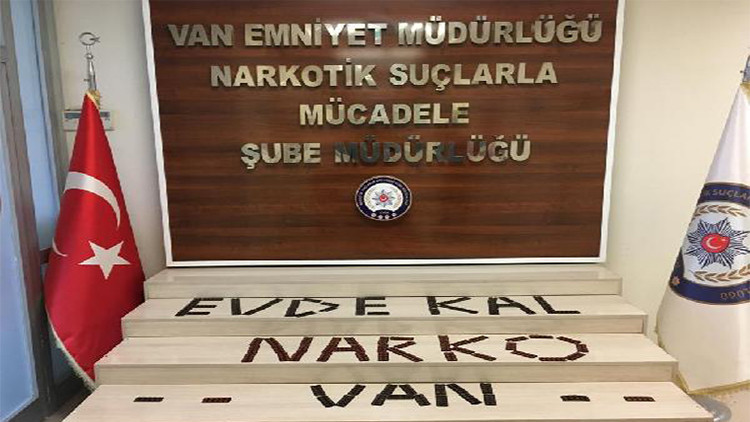 VAN EMNİYET MÜDÜRLÜĞÜ
NARKOTİK SUÇLARLA
MÜCADELE
ŞUBE MÜDÜRLÜĞÜ
EVDE KAL
NARKO
- - VAN - -